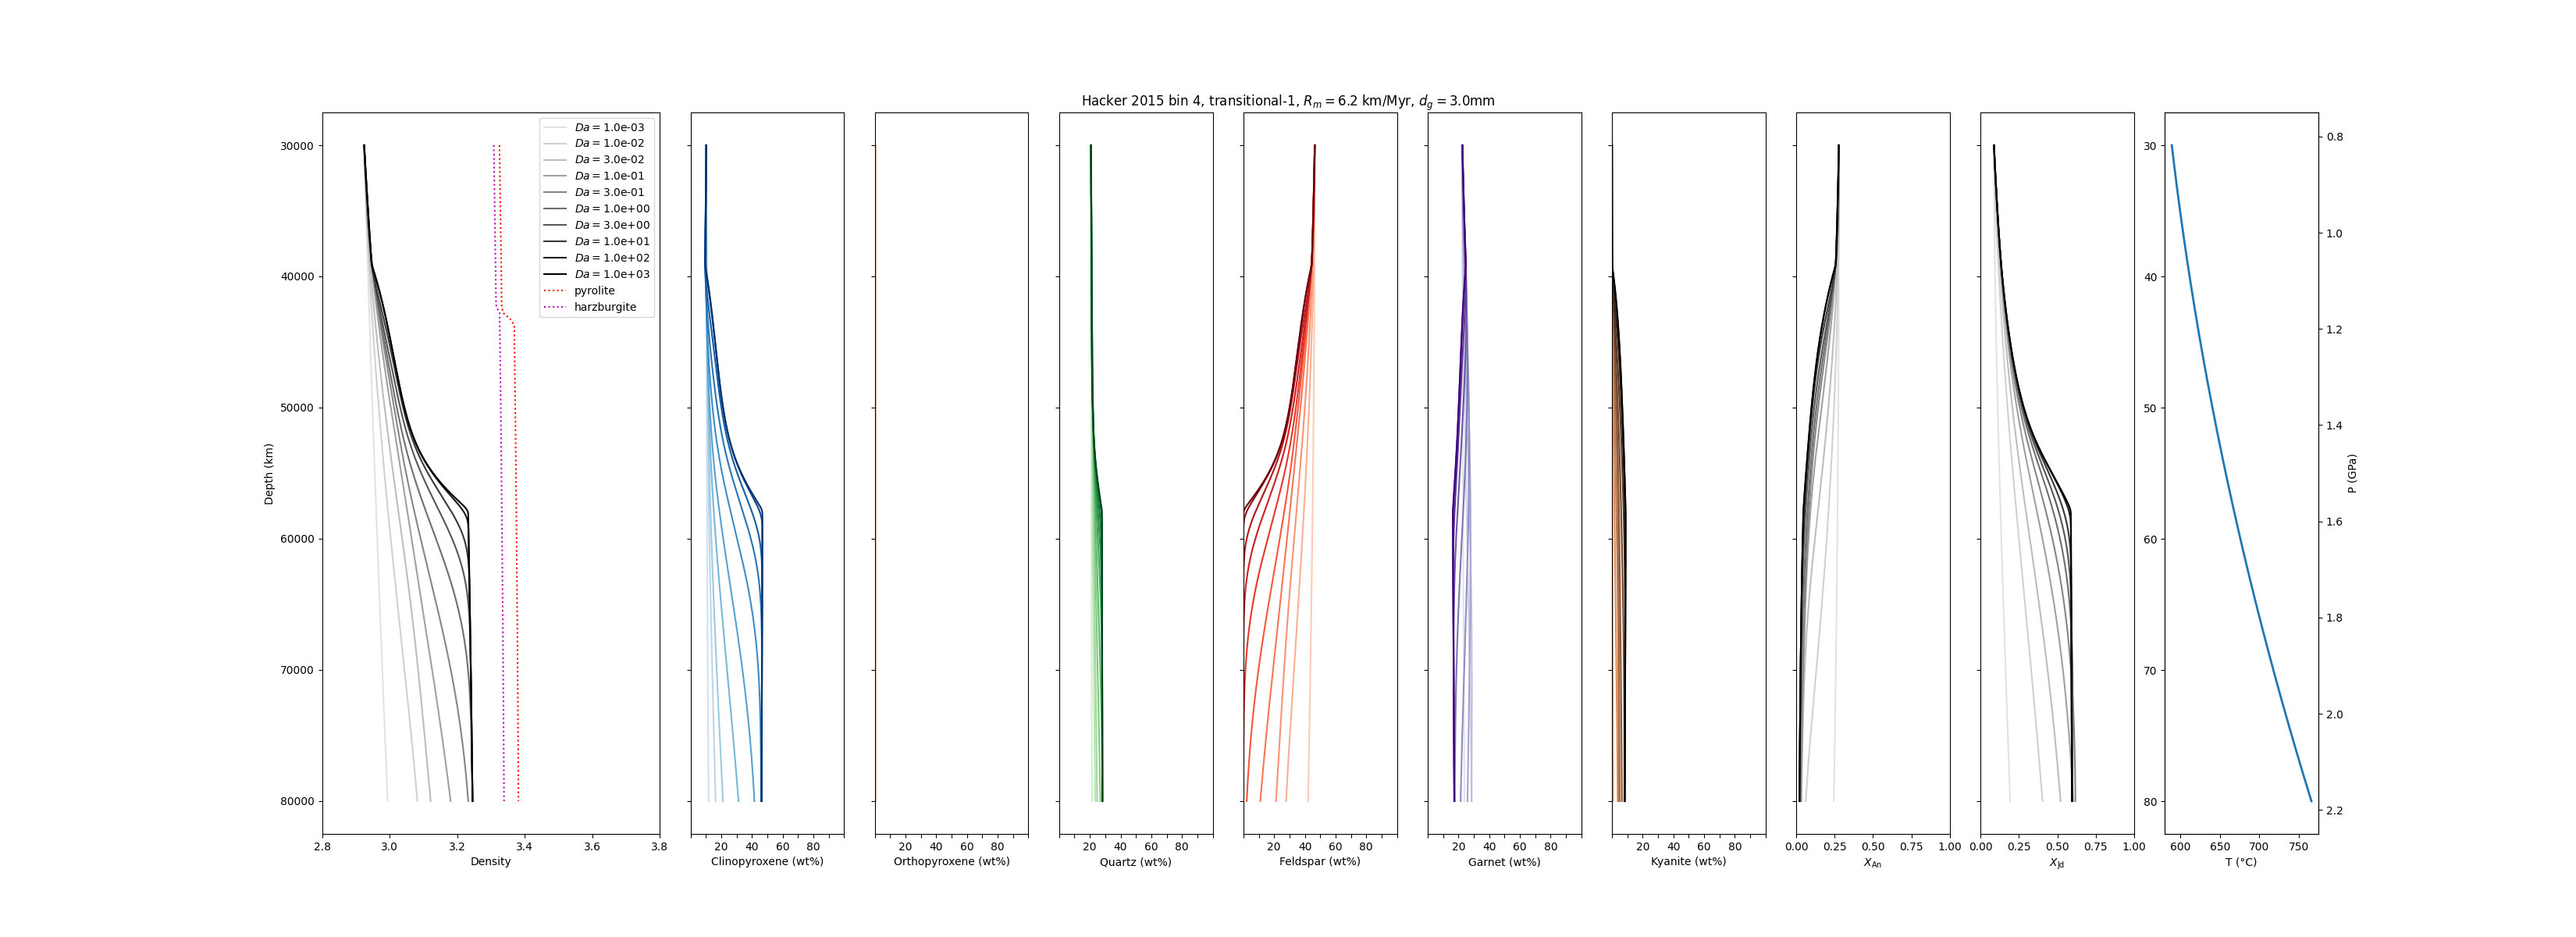 Hacker 2015 bin 4, transitional-1, R_m = 6.2 km/Myr, d_g = 3.0mm
Da = 1.0e-03
Da = 1.0e-02
Da = 3.0e-02
Da = 1.0e-01
Da = 3.0e-01
Da = 1.0e+00
Da = 3.0e+00
Da = 1.0e+01
Da = 1.0e+02
Da = 1.0e+03
pyrolite
harzburgite
30000
40000
50000
60000
70000
80000
Depth (km)
2.8 3.0 3.2 3.4 3.6 3.8
Density
20 40 60 80
Clinopyroxene (wt%)
20 40 60 80
Orthopyroxene (wt%)
20 40 60 80
Quartz (wt%)
20 40 60 80
Feldspar (wt%)
20 40 60 80
Garnet (wt%)
20 40 60 80
Kyanite (wt%)
0.00 0.25 0.50 0.75 1.00
X_An
0.00 0.25 0.50 0.75 1.00
X_Jd
30
40
50
60
70
80
600 650 700 750
T (°C)
0.8
1.0
1.2
1.4
1.6
1.8
2.0
2.2
P (GPa)